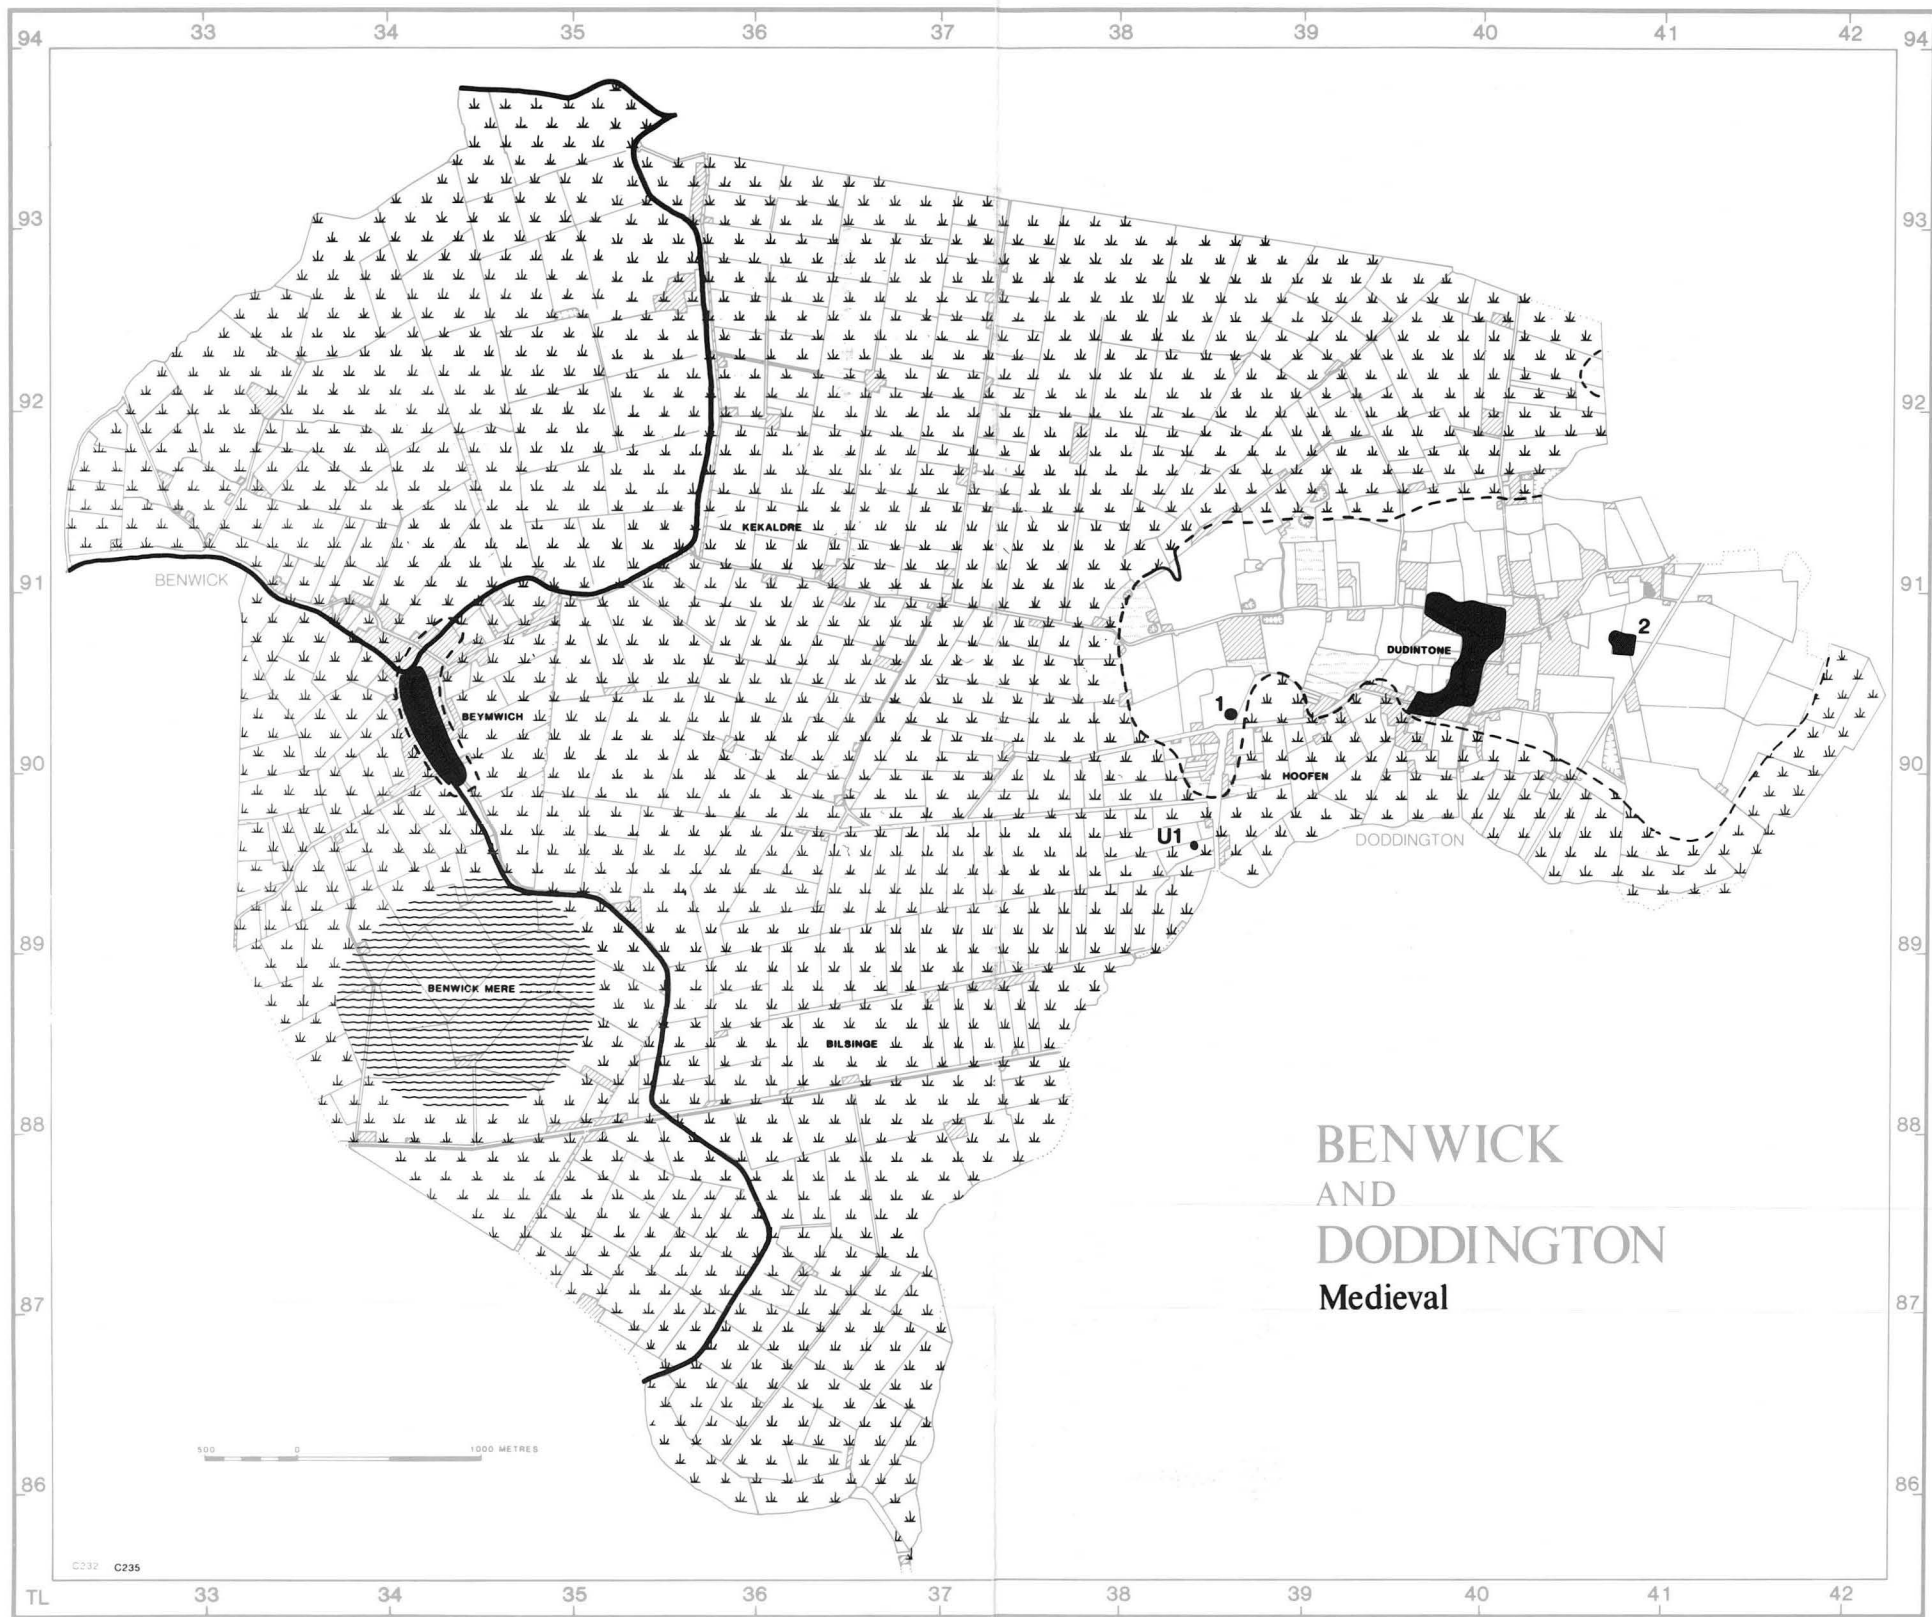 33 34 35 36 37 38 39 40 41 42
94 94
93 93
92 92
KEKALDRE
91 91
BENWICK
2
DUDINTONE
1
BEYMWICH
90 90
HOOFEN
U1
DODDINGTON
89 89
BENWICK MERE
BILSINGE
88 88
BENWICK
AND
DODDINGTON
Medieval
87 87
500 0 1000 METRES
86 86
C232 C235
TL 33 34 35 36 37 38 39 40 41 42